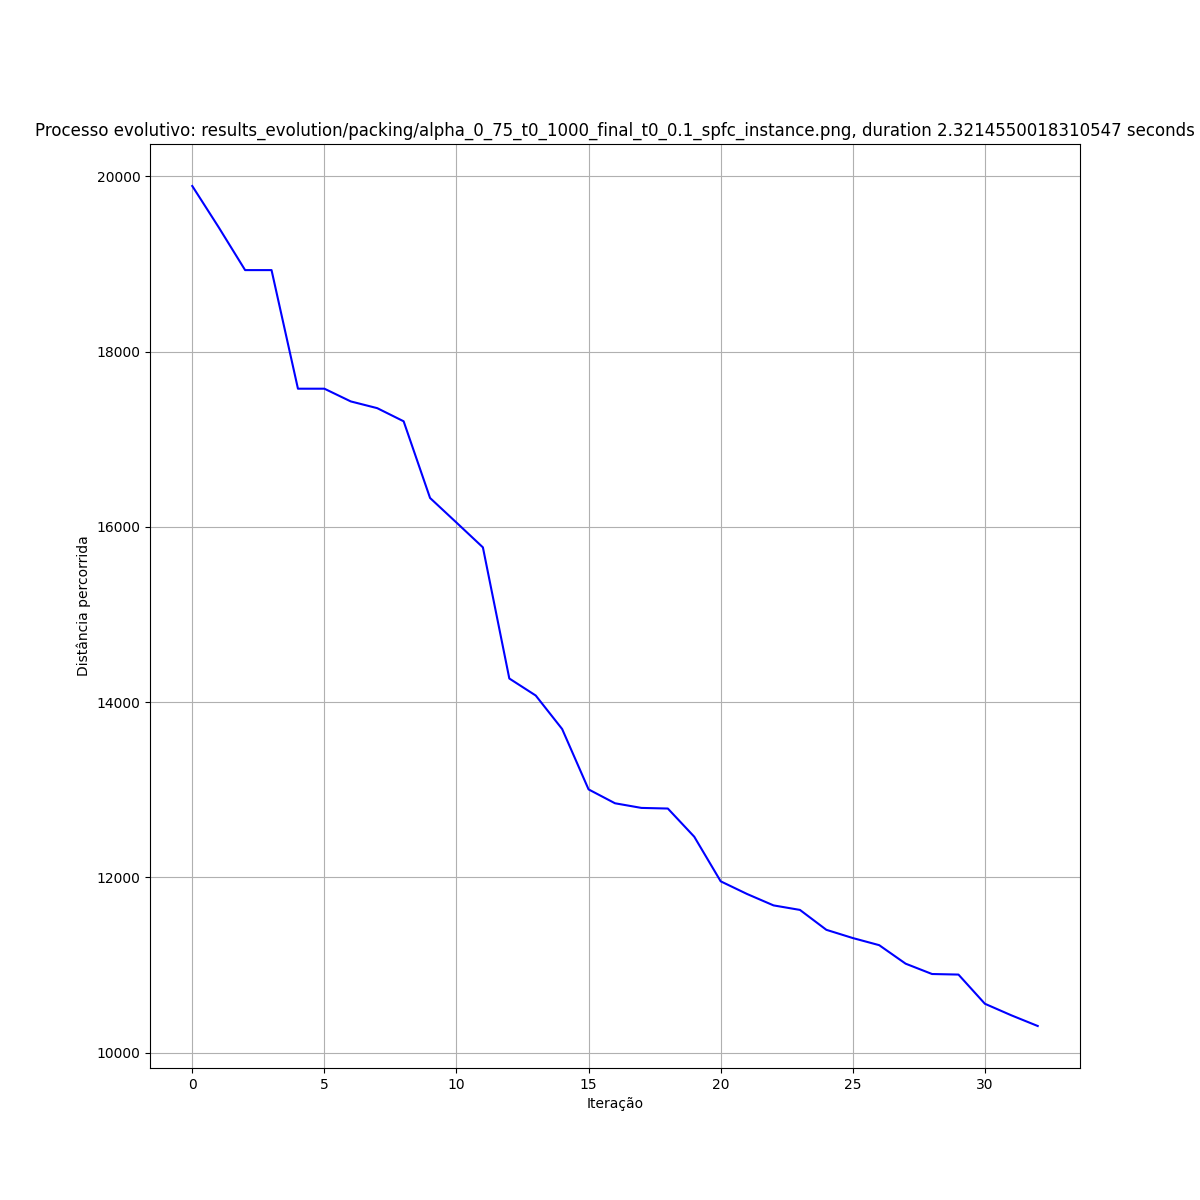 Processo evolutivo: results_evolution/packing/alpha_0_75_t0_1000_final_t0_0.1_spfc_instance.png, duration 2.3214550018310547 seconds
20000
18000
16000
14000
12000
10000
Distância percorrida
0 5 10 15 20 25 30
Iteração